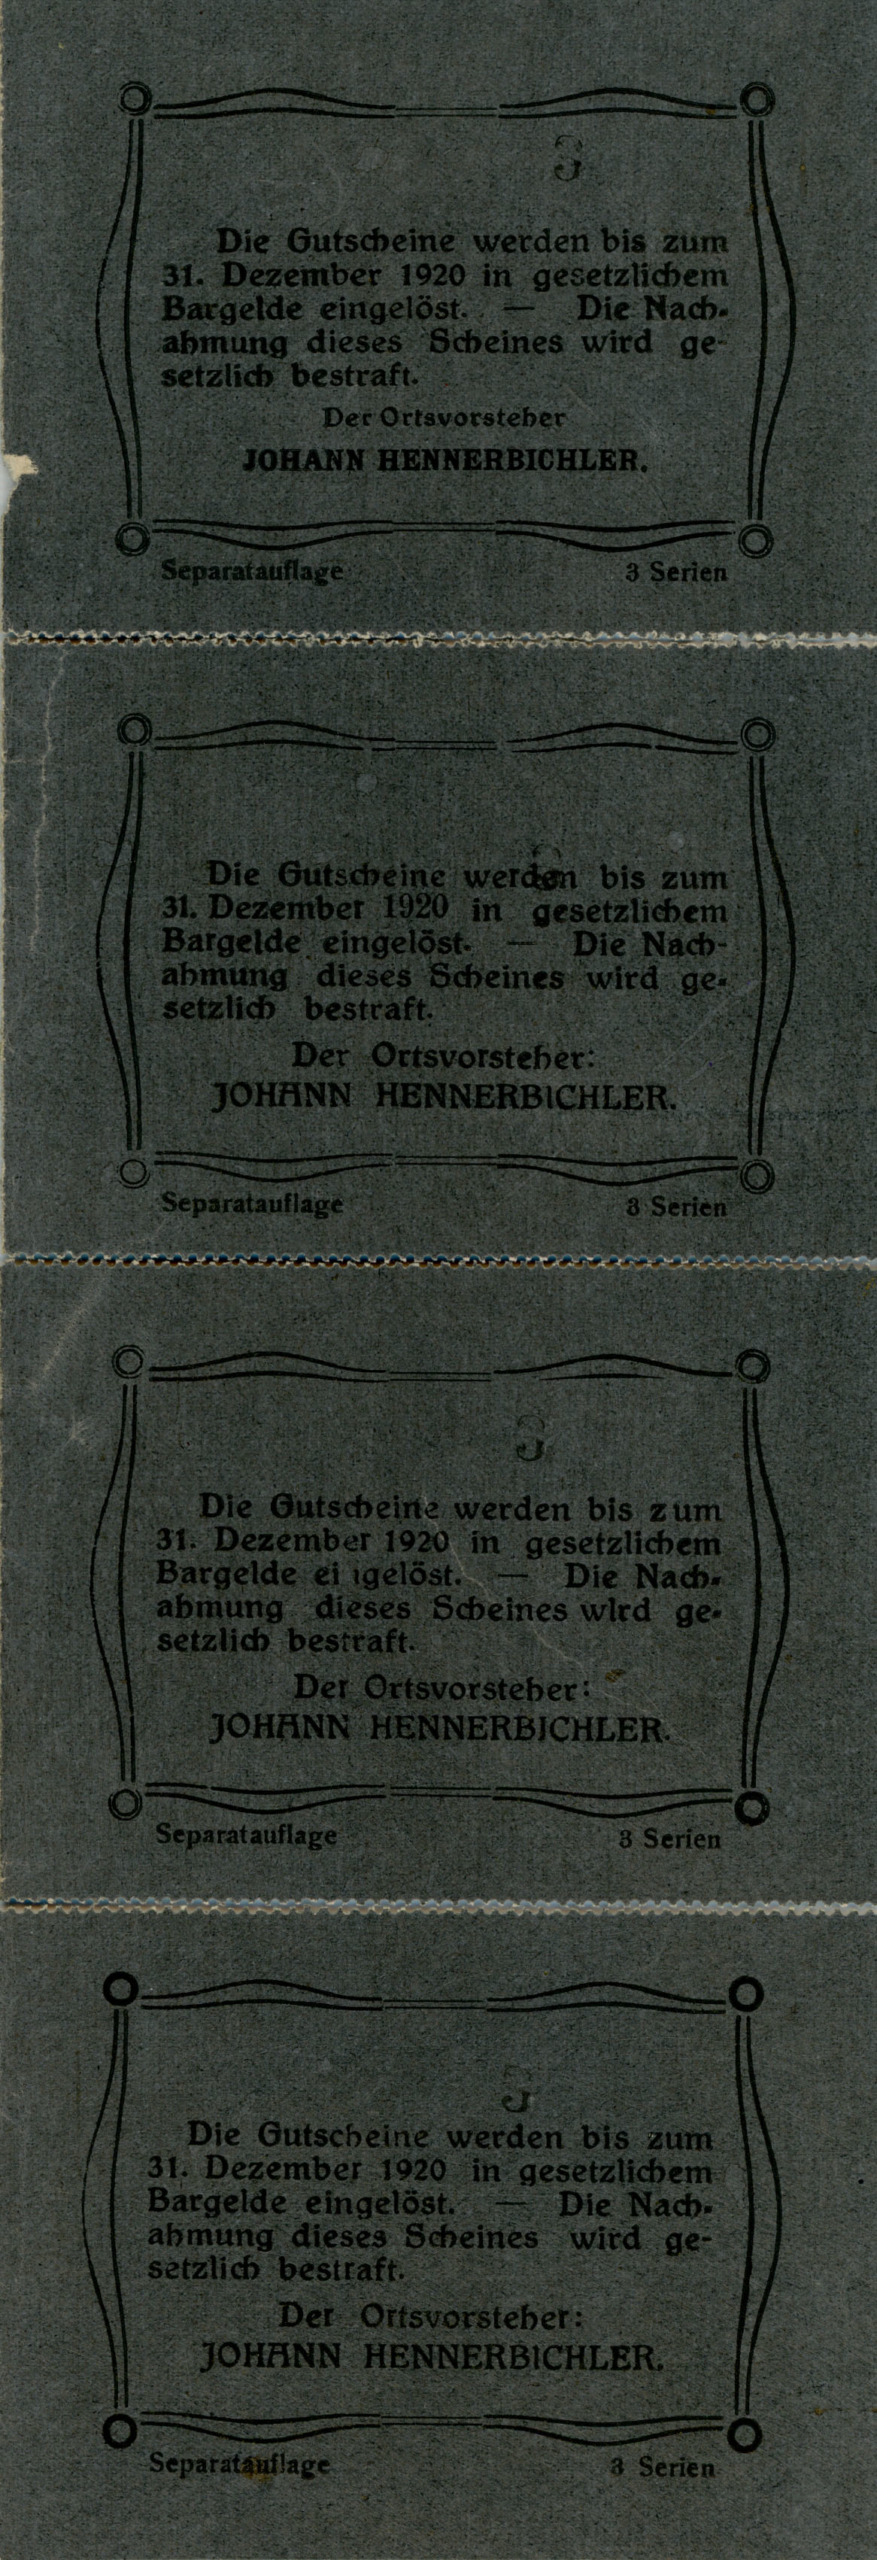 3
Die Gutscheine werden bis zum
31. Dezember 1920 in gesetzlichem
Bargelde eingelöst. — Die Nach-
ahmung dieses Scheines wird ge-
setzlich bestraft.
Der Ortsvorsteher
JOHANN HENNERBICHLER.
Separatauflage 3 Serien
Die Gutscheine werden bis zum
31. Dezember 1920 in gesetzlichem
Bargelde eingelöst. — Die Nach-
ahmung dieses Scheines wird ge-
setzlich bestraft.
Der Ortsvorsteher:
JOHANN HENNERBICHLER.
Separatauflage 3 Serien
3
Die Gutscheine werden bis zum
31. Dezember 1920 in gesetzlichem
Bargelde ei igelöst. — Die Nach-
ahmung dieses Scheines wird ge-
setzlich bestraft.
Der Ortsvorsteher:
JOHANN HENNERBICHLER.
Separatauflage 3 Serien
3
Die Gutscheine werden bis zum
31. Dezember 1920 in gesetzlichem
Bargelde eingelöst. — Die Nach-
ahmung dieses Scheines wird ge-
setzlich bestraft.
Der Ortsvorsteher:
JOHANN HENNERBICHLER.
Separatauflage 3 Serien